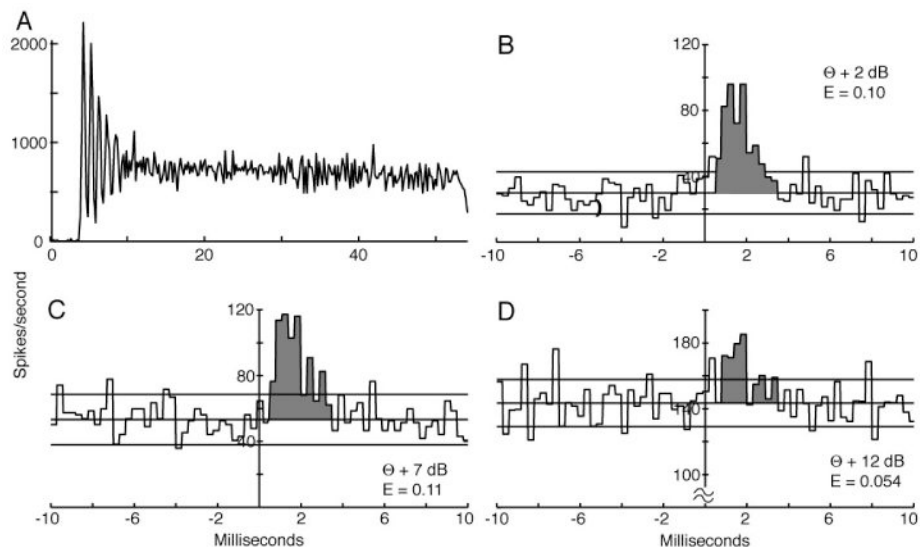 A
2000
1000
0
0
20
40
B
120
80
40
Θ + 2 dB
E = 0.10
-10
-6
-2
2
6
10
Spikes/second
C
120
80
40
Θ + 7 dB
E = 0.11
-10
-6
-2
2
6
10
Milliseconds
D
180
140
100
Θ + 12 dB
E = 0.054
-10
-6
-2
2
6
10
Milliseconds